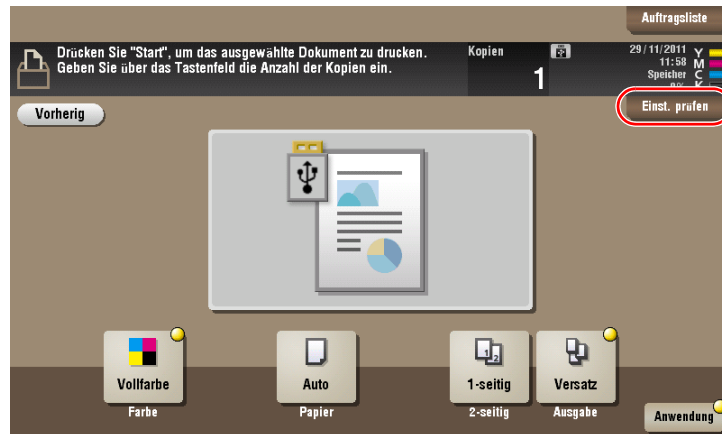 Auftragsliste
Drücken Sie "Start", um das ausgewählte Dokument zu drucken.
Geben Sie über das Tastenfeld die Anzahl der Kopien ein.
Kopien
1
29/11/2011
11:58
Speicher
Y
M
C
K
Vorherig
Einst. prüfen
1 2
Vollfarbe
Auto
1-seitig
Versatz
Farbe
Papier
2-seitig
Ausgabe
Anwendung